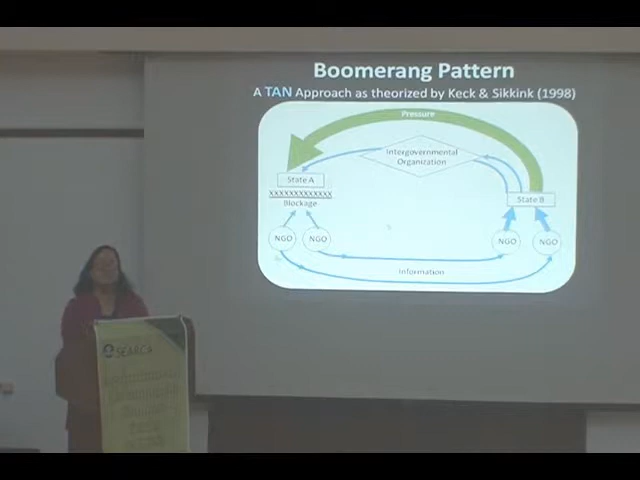 Boomerang Pattern
A TAN Approach as theorized by Keck & Sikkink (1998)
Pressure
Intergovernmental
Organization
State A
XXXXXXXXXXXXX
Blockage
State B
NGO
NGO
NGO
NGO
Information
SEARCA